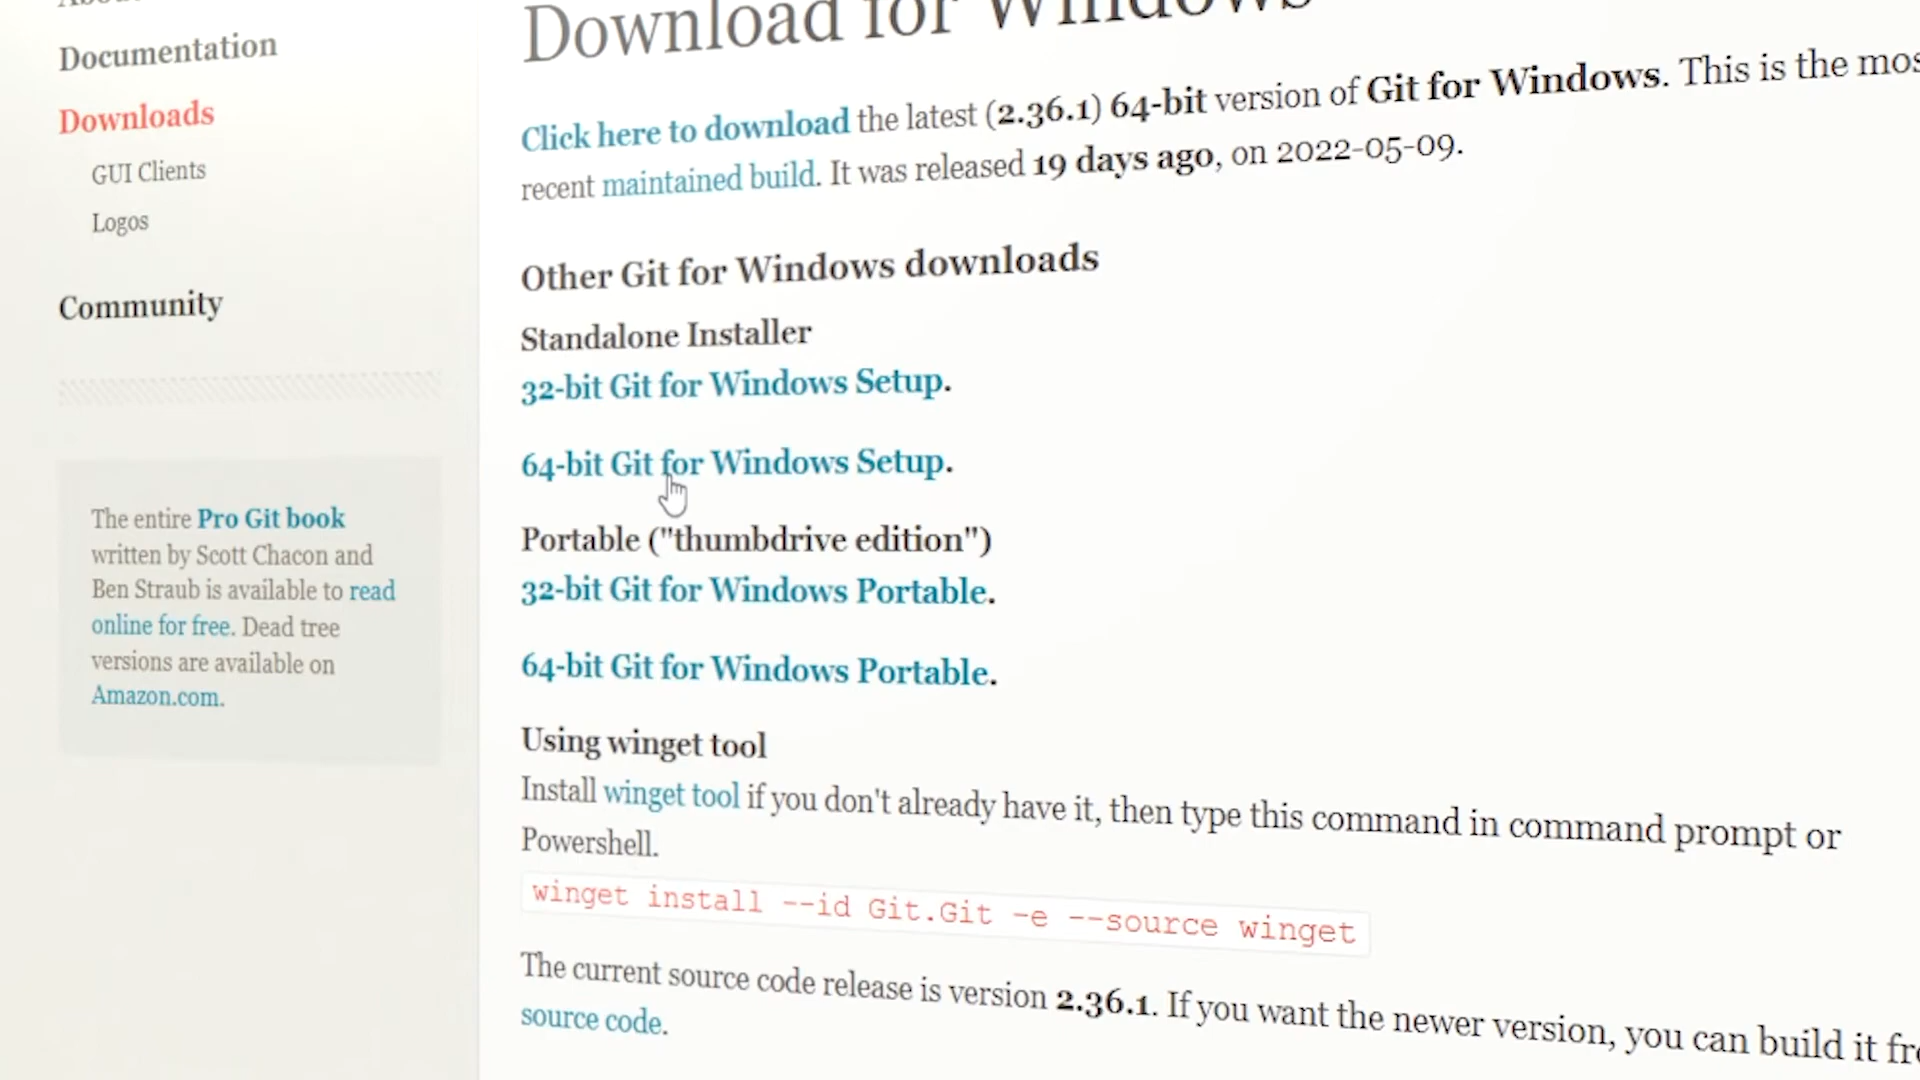 Download for Windows
Documentation
Downloads
GUI Clients
Logos
Community
The entire Pro Git book
written by Scott Chacon and
Ben Straub is available to read
online for free. Dead tree
versions are available on
Amazon.com.
Click here to download the latest (2.36.1) 64-bit version of Git for Windows. This is the
recent maintained build. It was released 19 days ago, on 2022-05-09.
Other Git for Windows downloads
Standalone Installer
32-bit Git for Windows Setup.
64-bit Git for Windows Setup.
Portable ("thumbdrive edition")
32-bit Git for Windows Portable.
64-bit Git for Windows Portable.
Using winget tool
Install winget tool if you don't already have it, then type this command in command prompt or
Powershell.
winget install --id Git.Git -e --source winget
The current source code release is version 2.36.1. If you want the newer version, you can build it
source code.